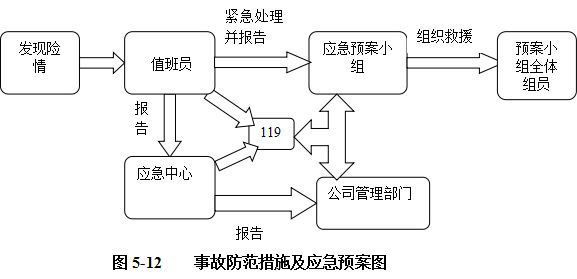 紧急处理
并报告
发现险
情
值班员
应急预案小
组
组织救援
预案小
组全体
组员
报
告
119
应急中心
公司管理部门
报告
图 5-12 事故防范措施及应急预案图